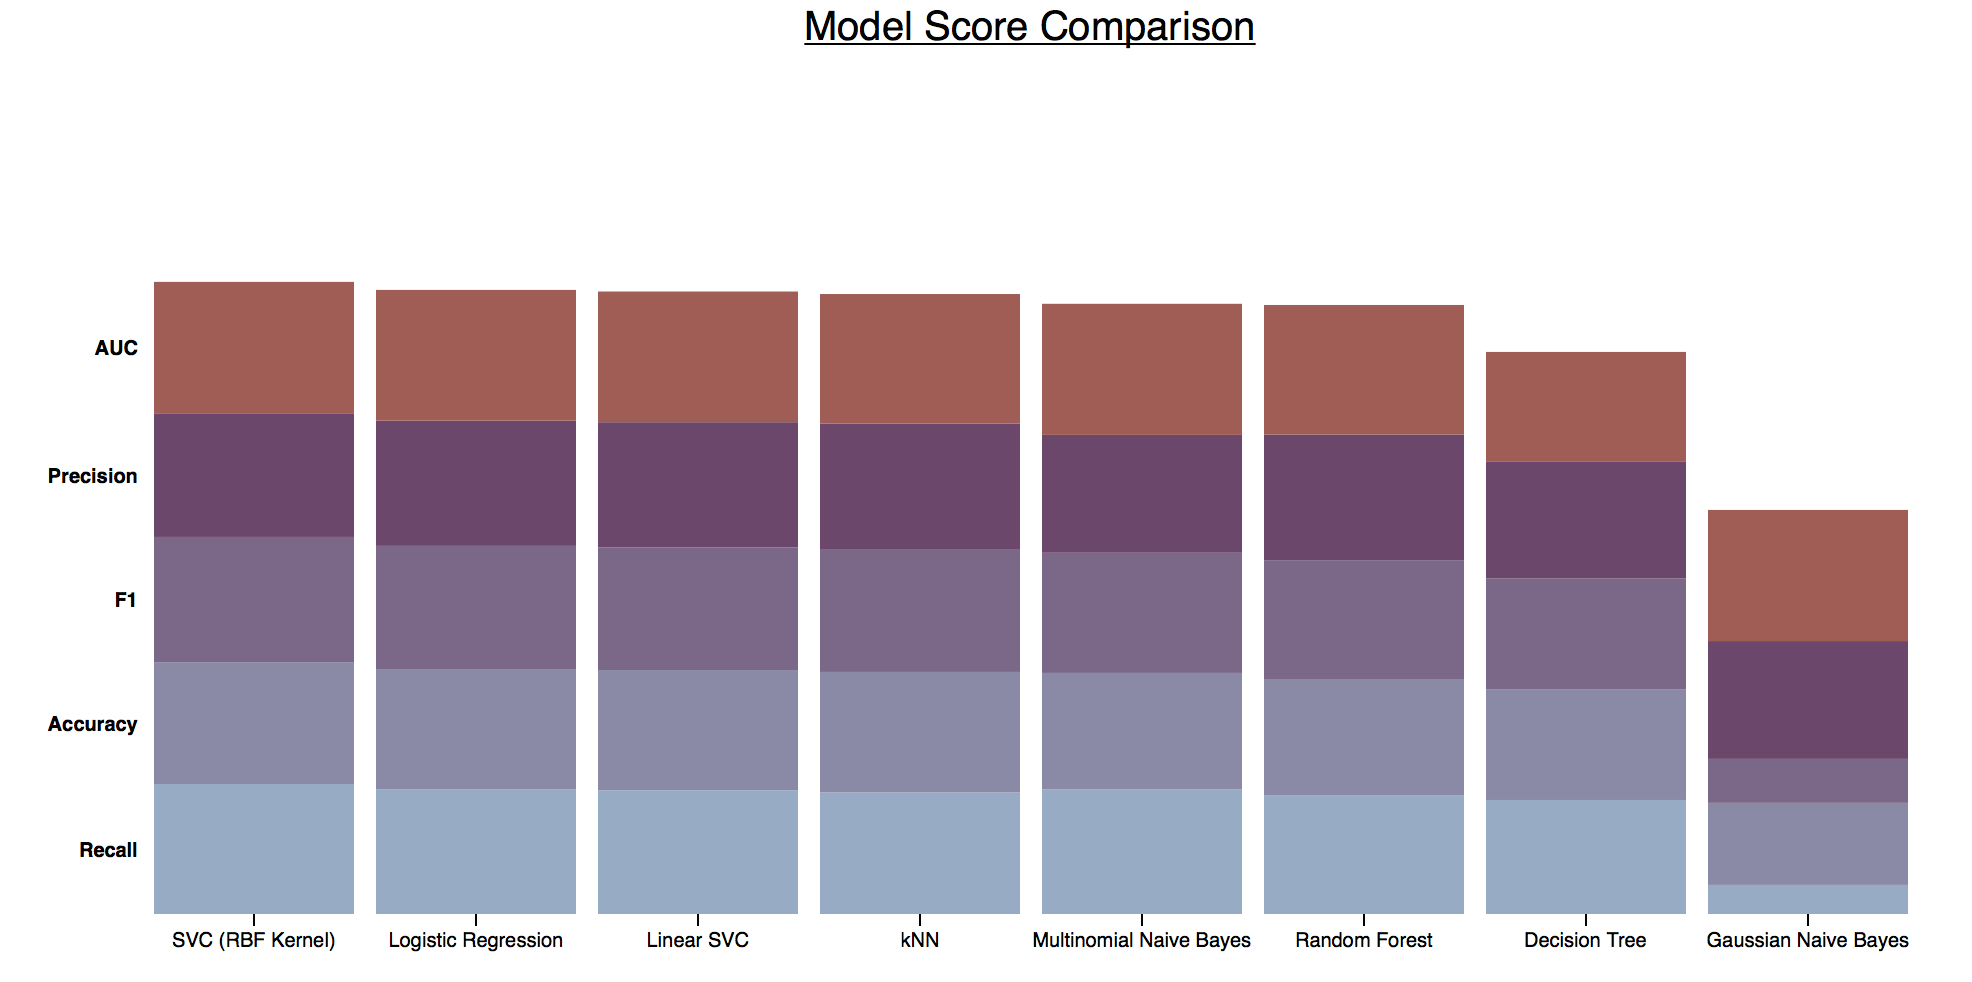 Model Score Comparison
AUC
Precision
F1
Accuracy
Recall
SVC (RBF Kernel)
Logistic Regression
Linear SVC
kNN
Multinomial Naive Bayes
Random Forest
Decision Tree
Gaussian Naive Bayes